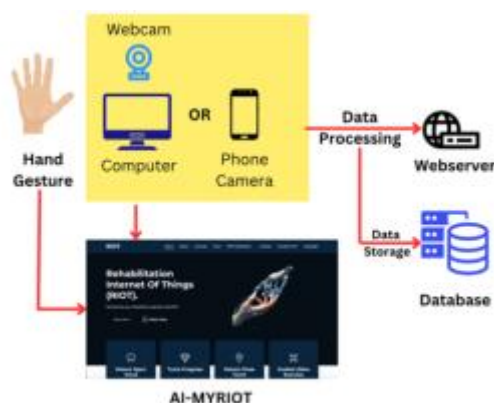 Webcam
OR
Computer
Phone
Camera
Hand
Gesture
Data
Processing
Webserver
Data
Storage
Database
RIOT
Rehabilitation
Internet Of Things
(RIOT).
AI-MYRIOT